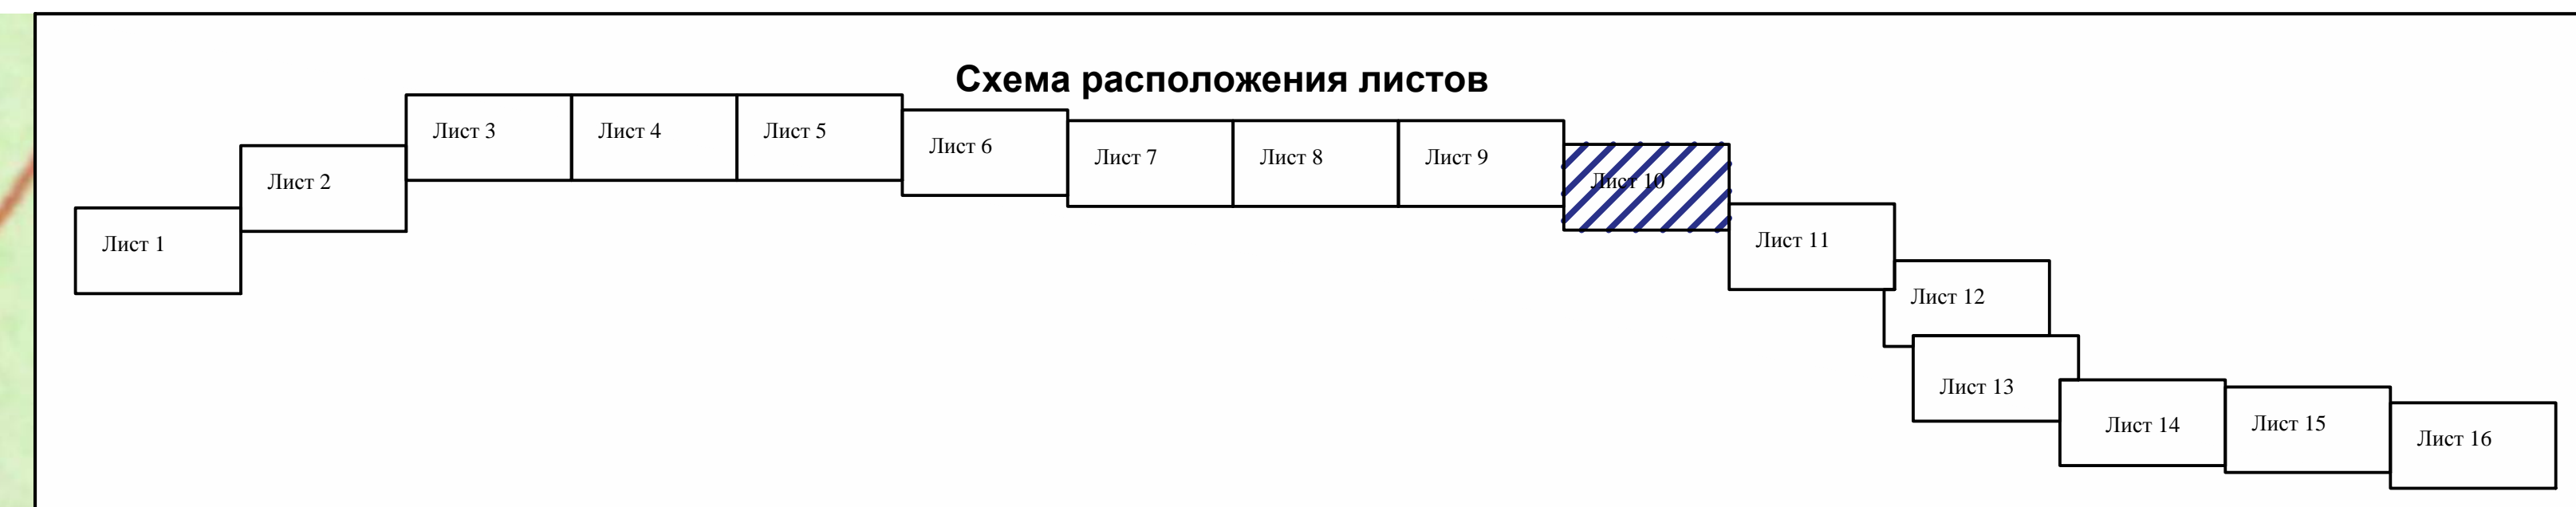 Схема расположения листов
Лист 1
Лист 2
Лист 3
Лист 4
Лист 5
Лист 6
Лист 7
Лист 8
Лист 9
Лист 10
Лист 11
Лист 12
Лист 13
Лист 14
Лист 15
Лист 16